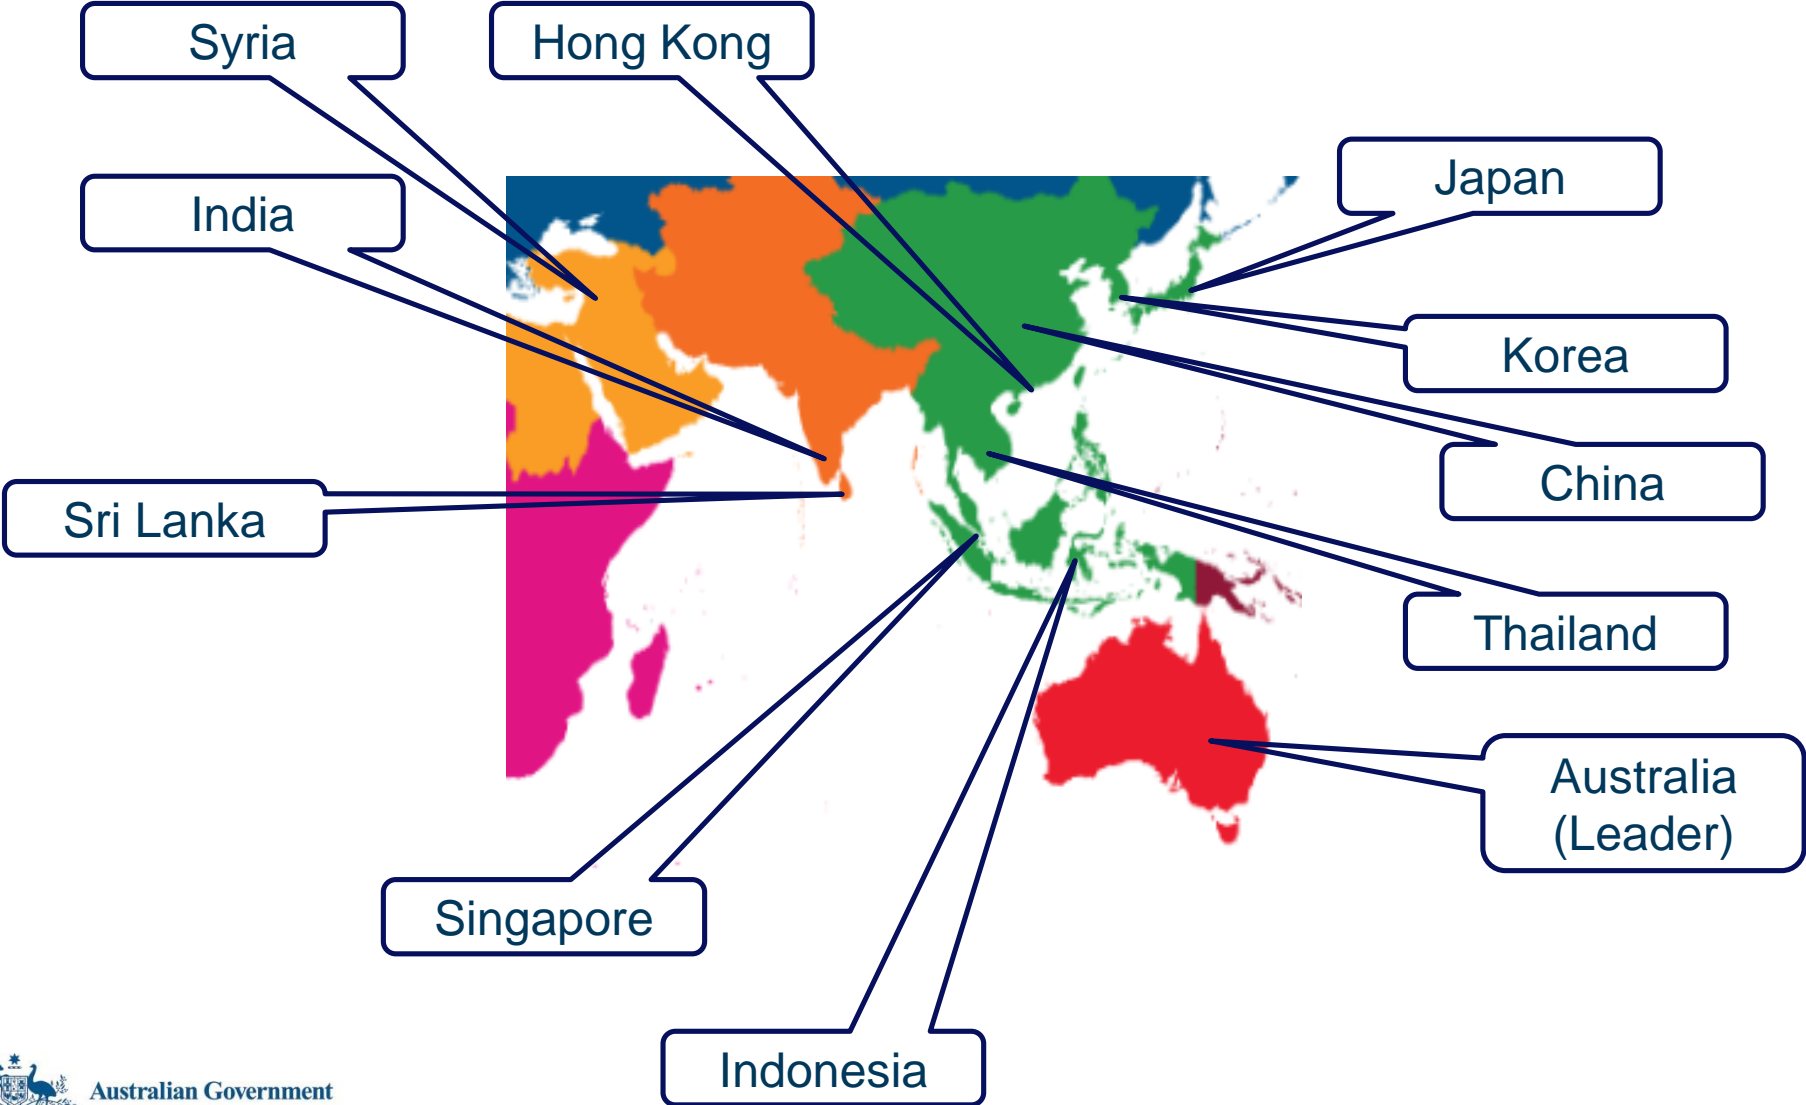 Syria
Hong Kong
Japan
India
Korea
China
Sri Lanka
Thailand
Australia
(Leader)
Singapore
Indonesia
Australian Government